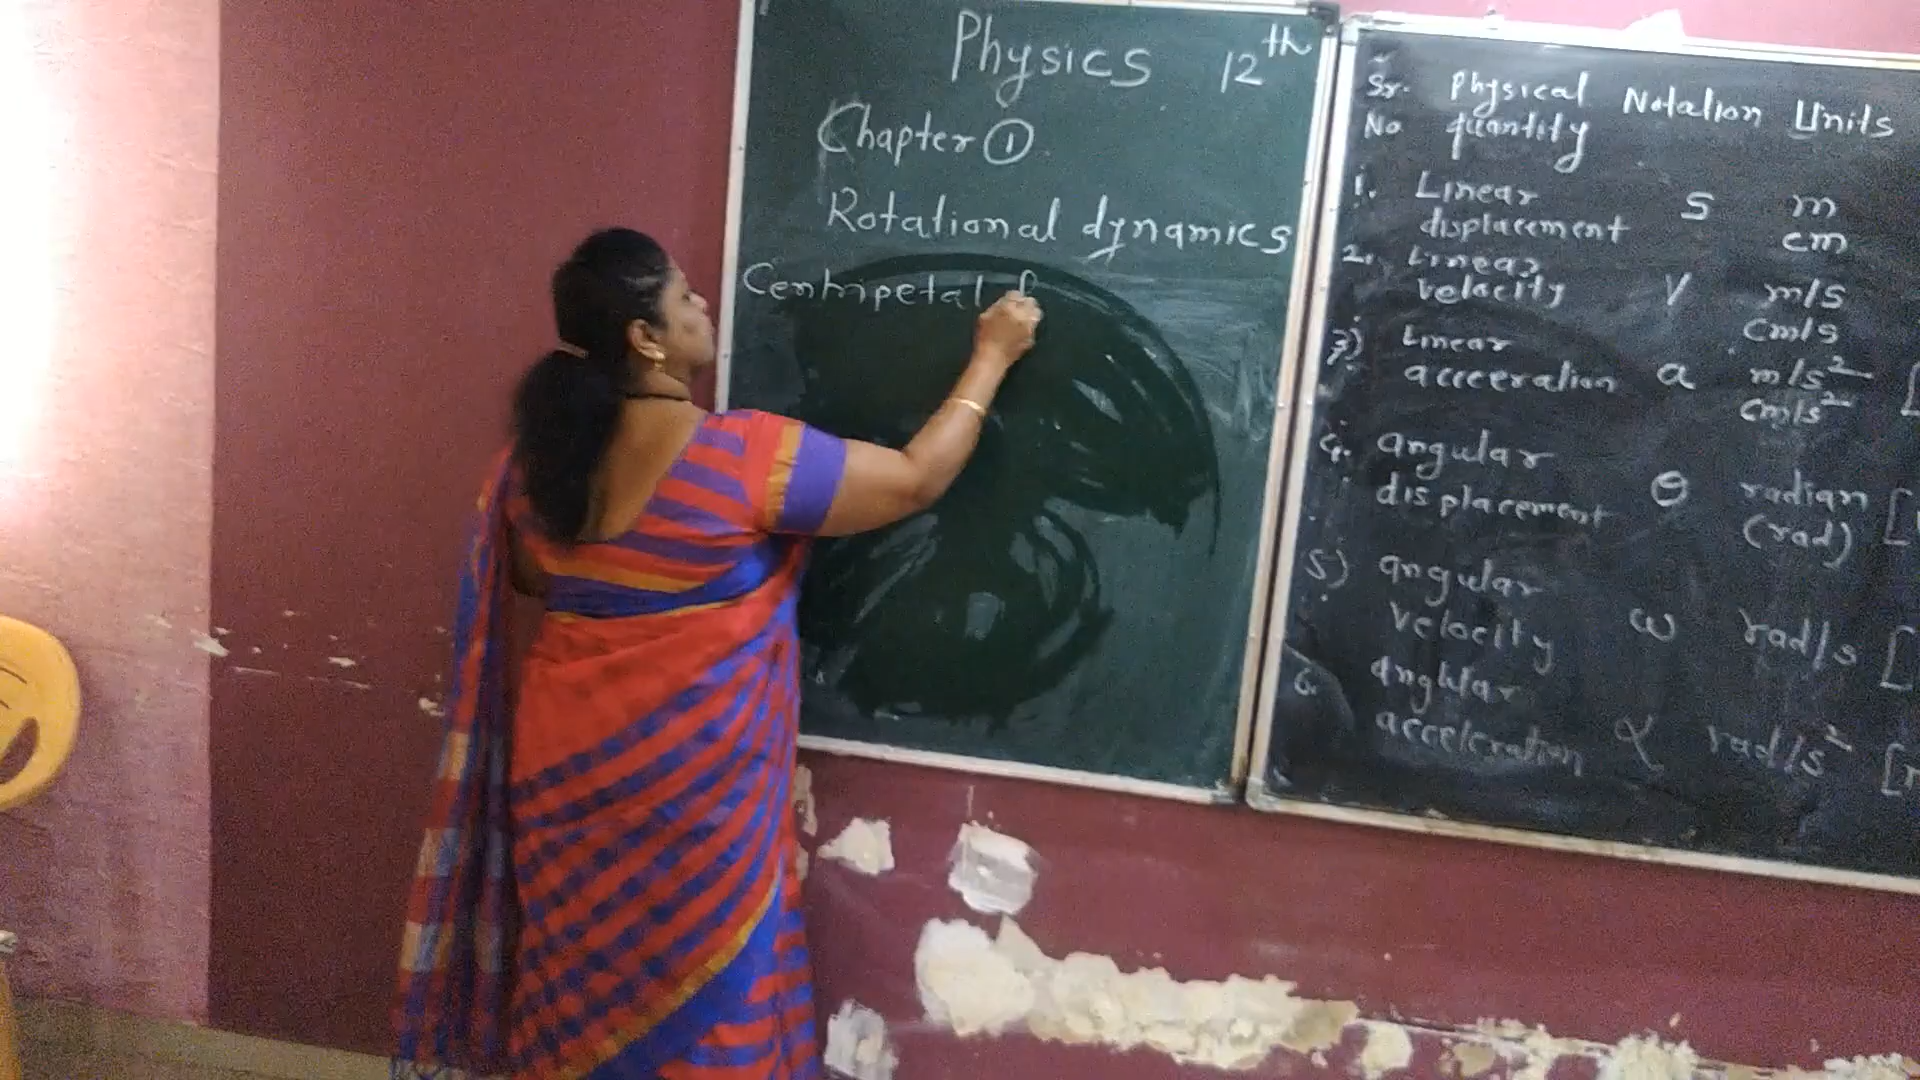 Physics 12th
Chapter ①
Rotational dynamics
Centripetal f
Sr. Physical Notation Units
No quantity
1. Linear S m
displacement cm
2. Linear
velocity V m/s
cm/s
3) Linear
accceration a m/s²
cm/s²
4. angular
displacement θ radian [
(rad)
5) angular
velocity ω rad/s [
6. angular
acceleration α rad/s² [